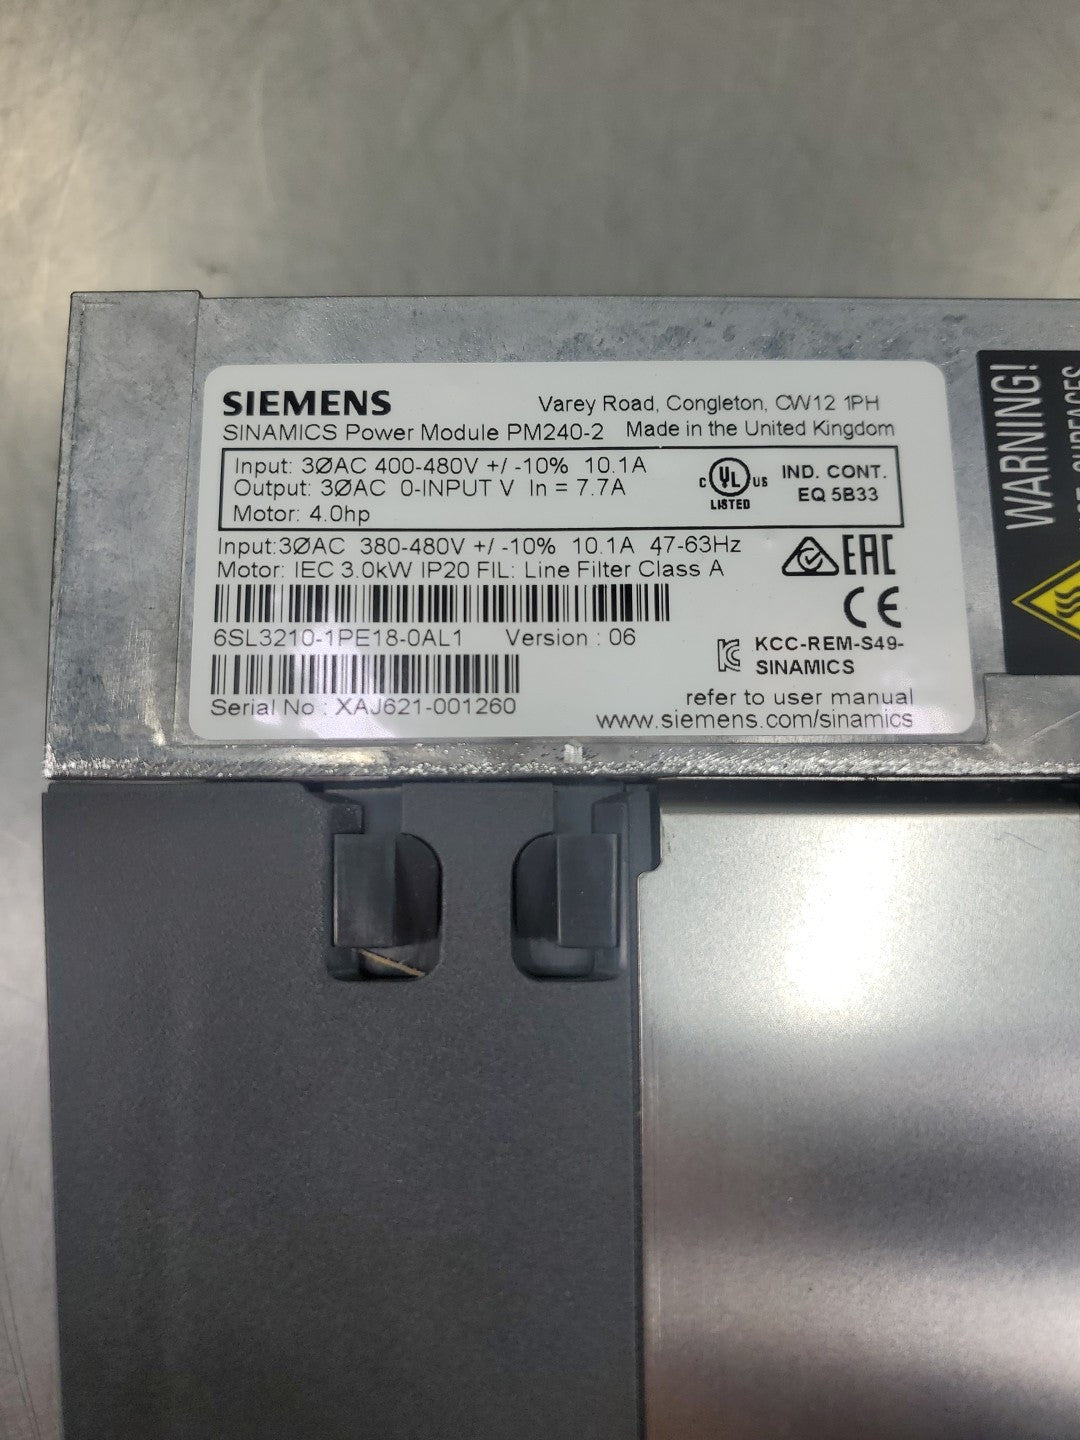 SIEMENS
Varey Road, Congleton, CW12 1PH
SINAMICS Power Module PM240-2 Made in the United Kingdom
Input: 3ØAC 400-480V +/ -10% 10.1A
Output: 3ØAC 0-INPUT V In = 7.7A
Motor: 4.0hp
C UL US
LISTED
IND. CONT.
EQ 5B33
Input:3ØAC 380-480V +/ -10% 10.1A 47-63Hz
Motor: IEC 3.0kW IP20 FIL: Line Filter Class A
EAC
CE
6SL3210-1PE18-0AL1 Version : 06
KCC-REM-S49-
SINAMICS
Serial No : XAJ621-001260
refer to user manual
www.siemens.com/sinamics
WARNING!
SURFACES